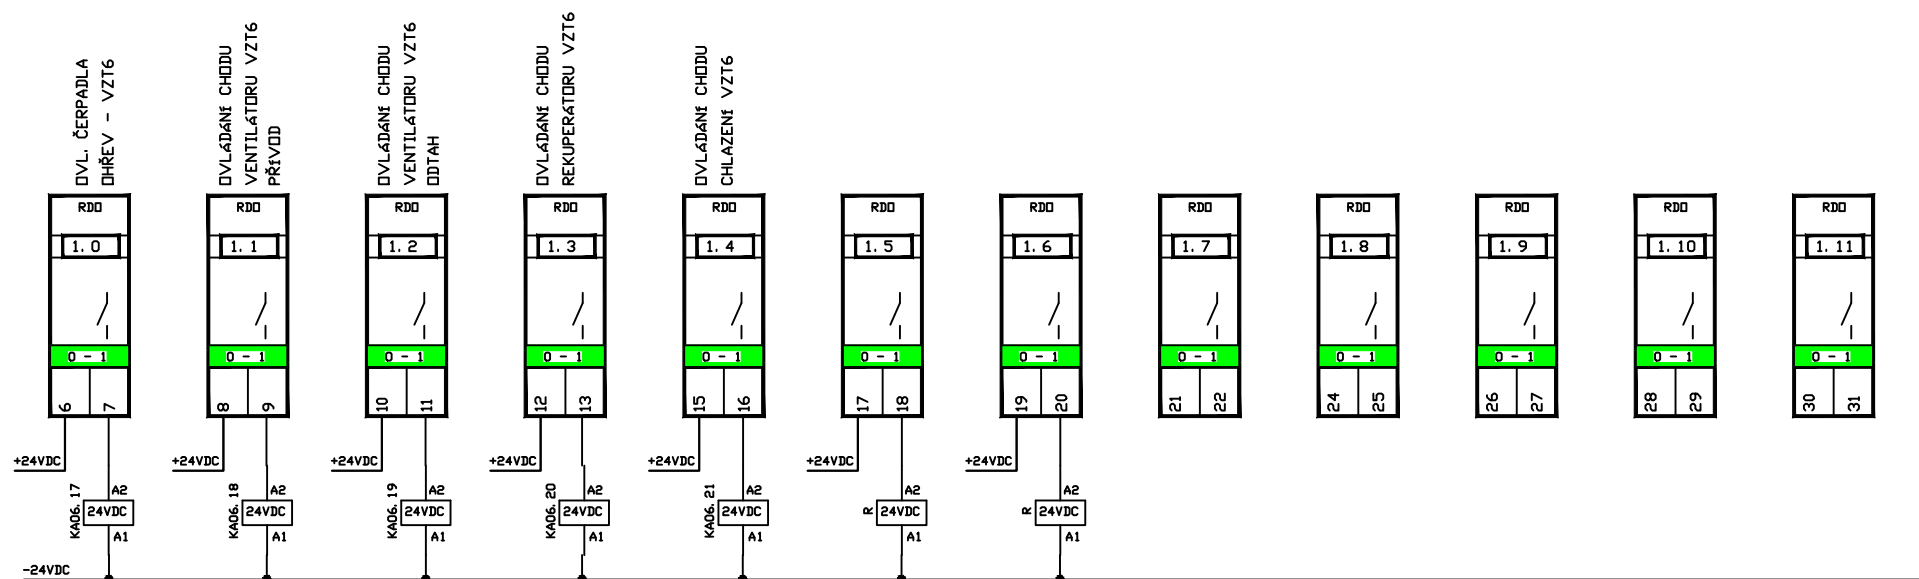 OVL. ČERPADLA
OHŘEV - VZT6
OVLÁDÁNÍ CHODU
VENTILÁTORU VZT6
PŘÍVOD
OVLÁDÁNÍ CHODU
VENTILÁTORU VZT6
ODTAH
OVLÁDÁNÍ CHODU
REKUPERÁTORU VZT6
OVLÁDÁNÍ CHODU
CHLAZENÍ VZT6
RDO
RDO
RDO
RDO
RDO
RDO
RDO
RDO
RDO
RDO
RDO
RDO
1.0
1.1
1.2
1.3
1.4
1.5
1.6
1.7
1.8
1.9
1.10
1.11
0 - 1
0 - 1
0 - 1
0 - 1
0 - 1
0 - 1
0 - 1
0 - 1
0 - 1
0 - 1
0 - 1
0 - 1
6
7
8
9
10
11
12
13
15
16
17
18
19
20
21
22
24
25
26
27
28
29
30
31
+24VDC
+24VDC
+24VDC
+24VDC
+24VDC
+24VDC
+24VDC
KA06.17
A2
24VDC
A1
KA06.18
A2
24VDC
A1
KA06.19
A2
24VDC
A1
KA06.20
A2
24VDC
A1
KA06.21
A2
24VDC
A1
R
A2
24VDC
A1
R
A2
24VDC
A1
-24VDC